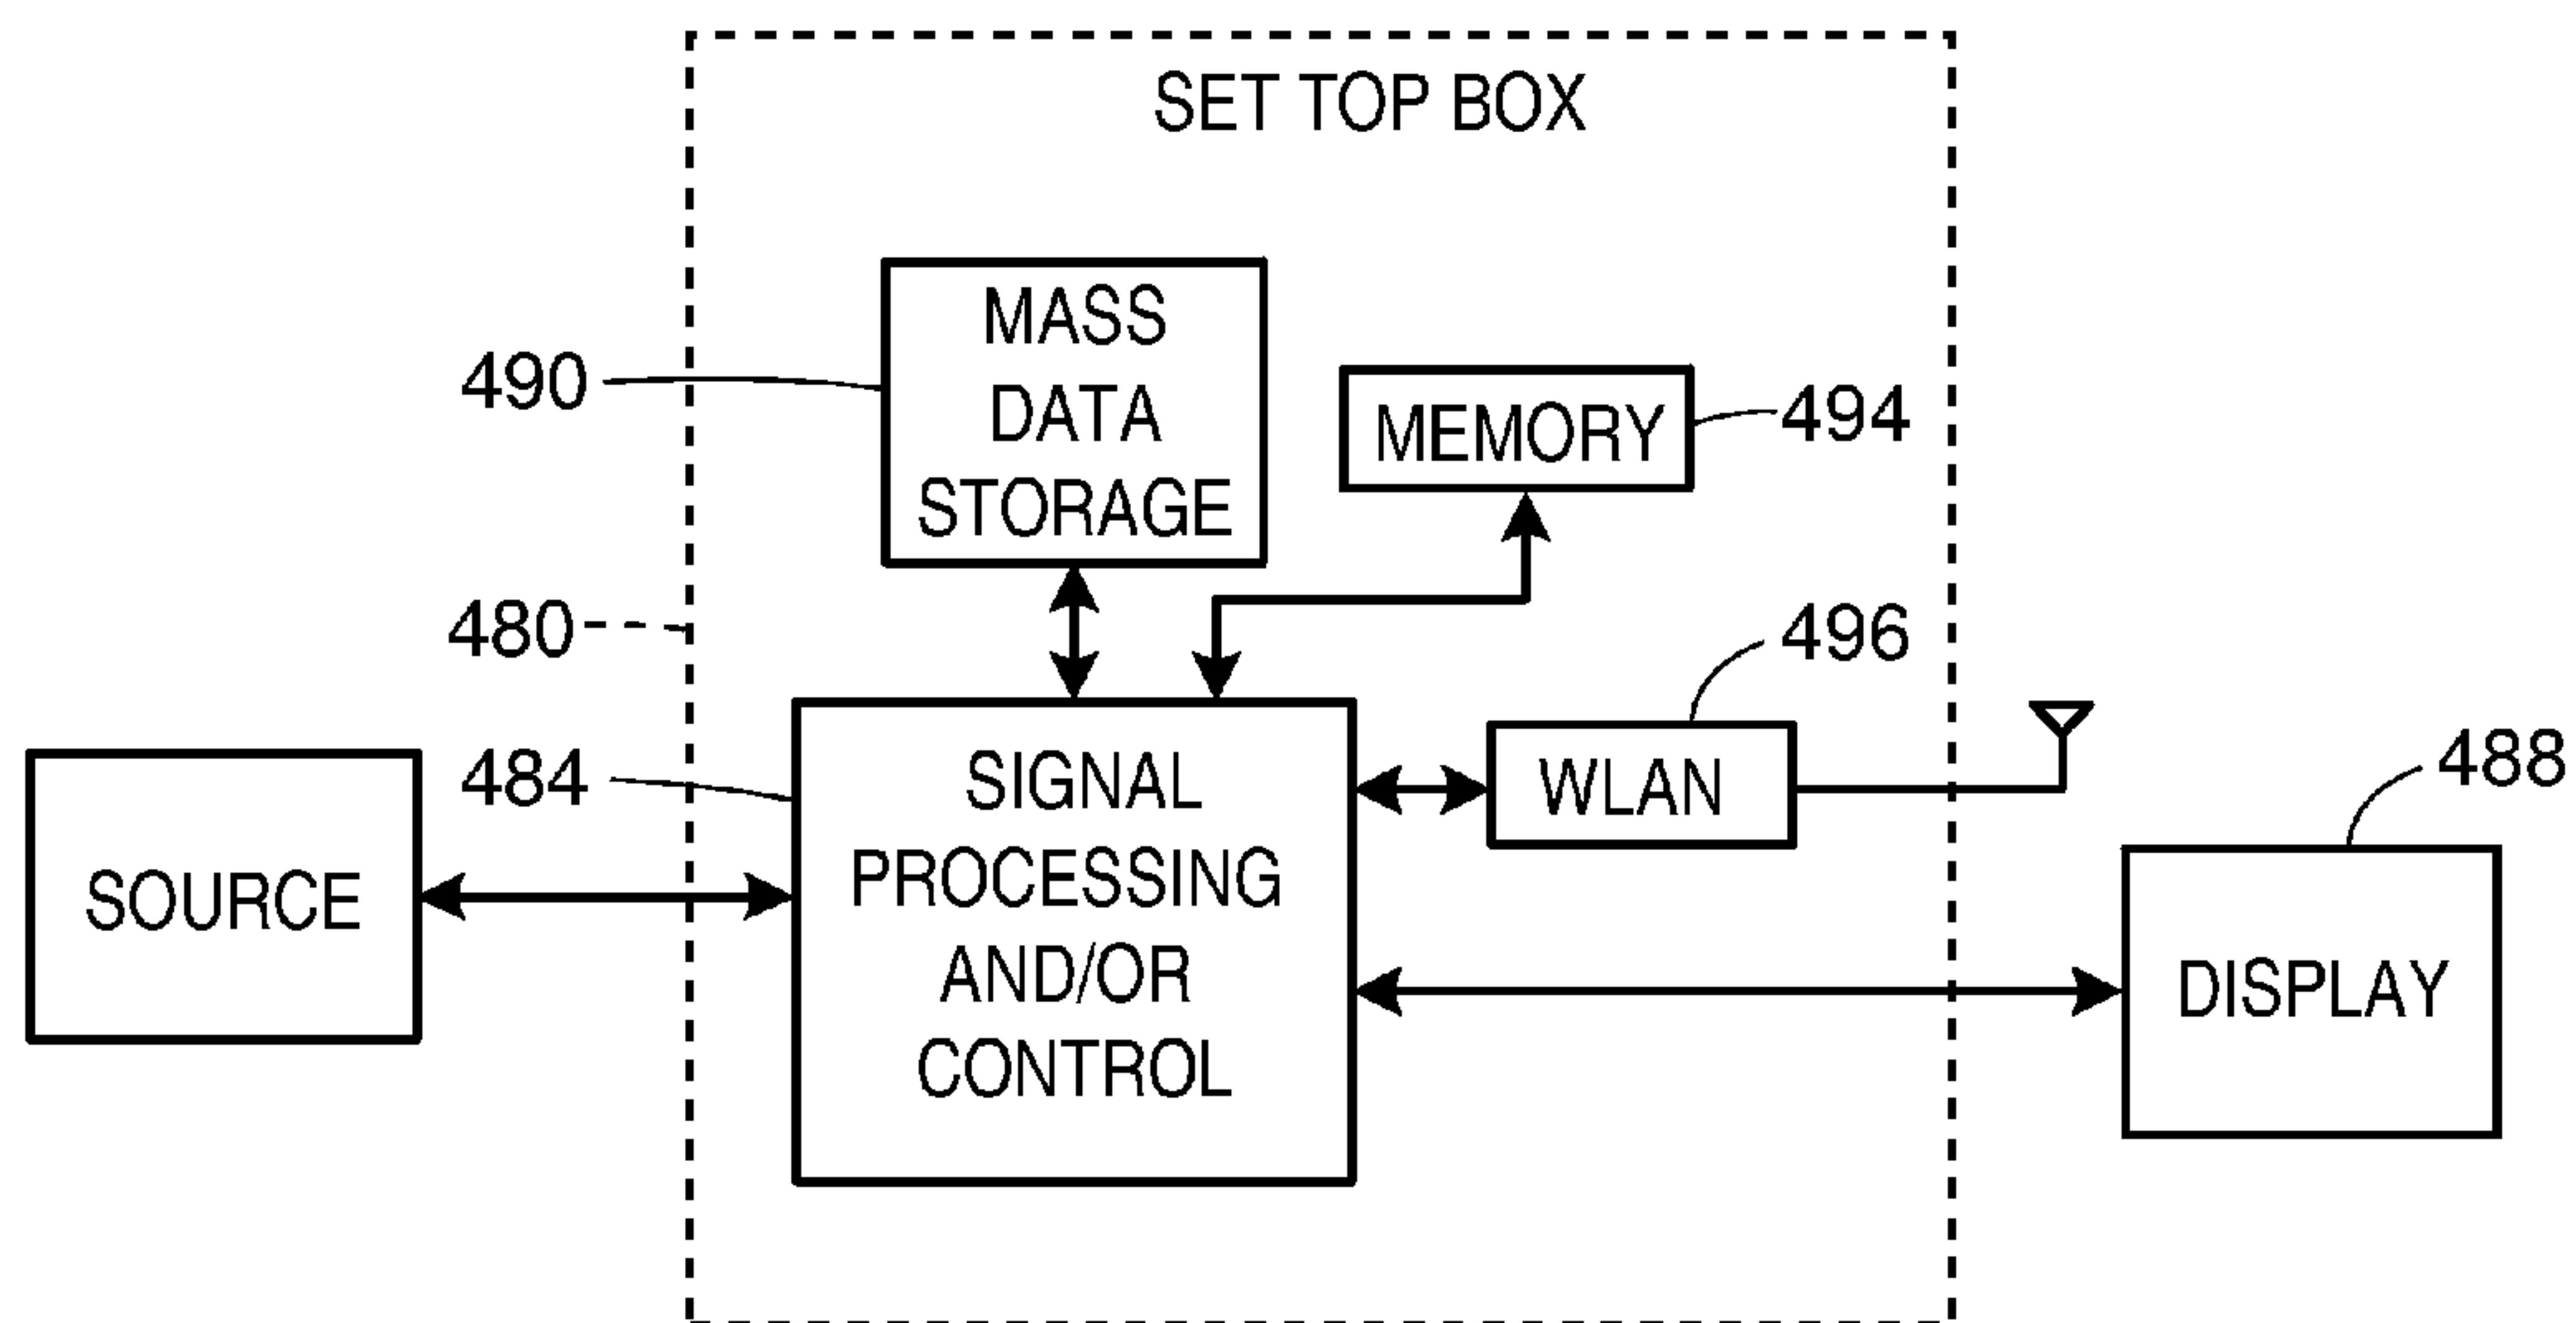 SET TOP BOX
490
MASS
DATA
STORAGE
MEMORY
494
480
496
484
SIGNAL
PROCESSING
AND/OR
CONTROL
WLAN
488
SOURCE
DISPLAY